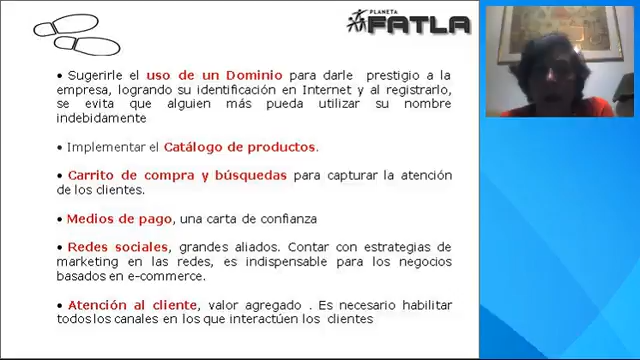 PLANETA
FATLA
• Sugerirle el uso de un Dominio para darle prestigio a la
empresa, logrando su identificación en Internet y al registrarlo,
se evita que alguien más pueda utilizar su nombre
indebidamente
• Implementar el Catálogo de productos.
• Carrito de compra y búsquedas para capturar la atención
de los clientes.
• Medios de pago, una carta de confianza
• Redes sociales, grandes aliados. Contar con estrategias de
marketing en las redes, es indispensable para los negocios
basados en e-commerce.
• Atención al cliente, valor agregado . Es necesario habilitar
todos los canales en los que interactúen los clientes